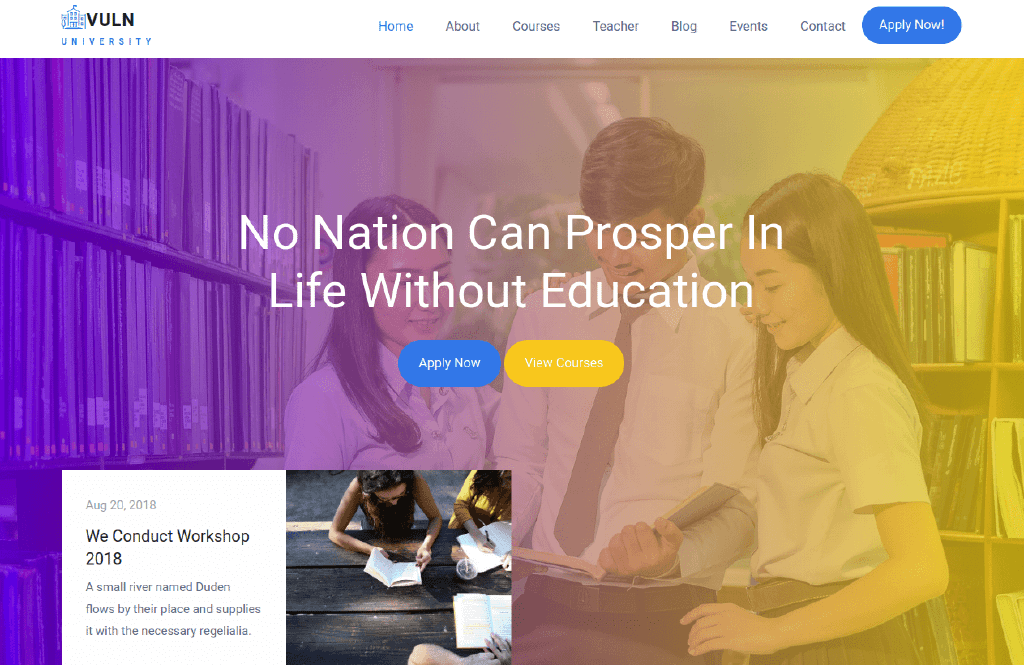 VULN
UNIVERSITY
Home About Courses Teacher Blog Events Contact Apply Now!
No Nation Can Prosper In
Life Without Education
Apply Now View Courses
Aug 20, 2018
We Conduct Workshop
2018
A small river named Duden
flows by their place and supplies
it with the necessary regelialia.